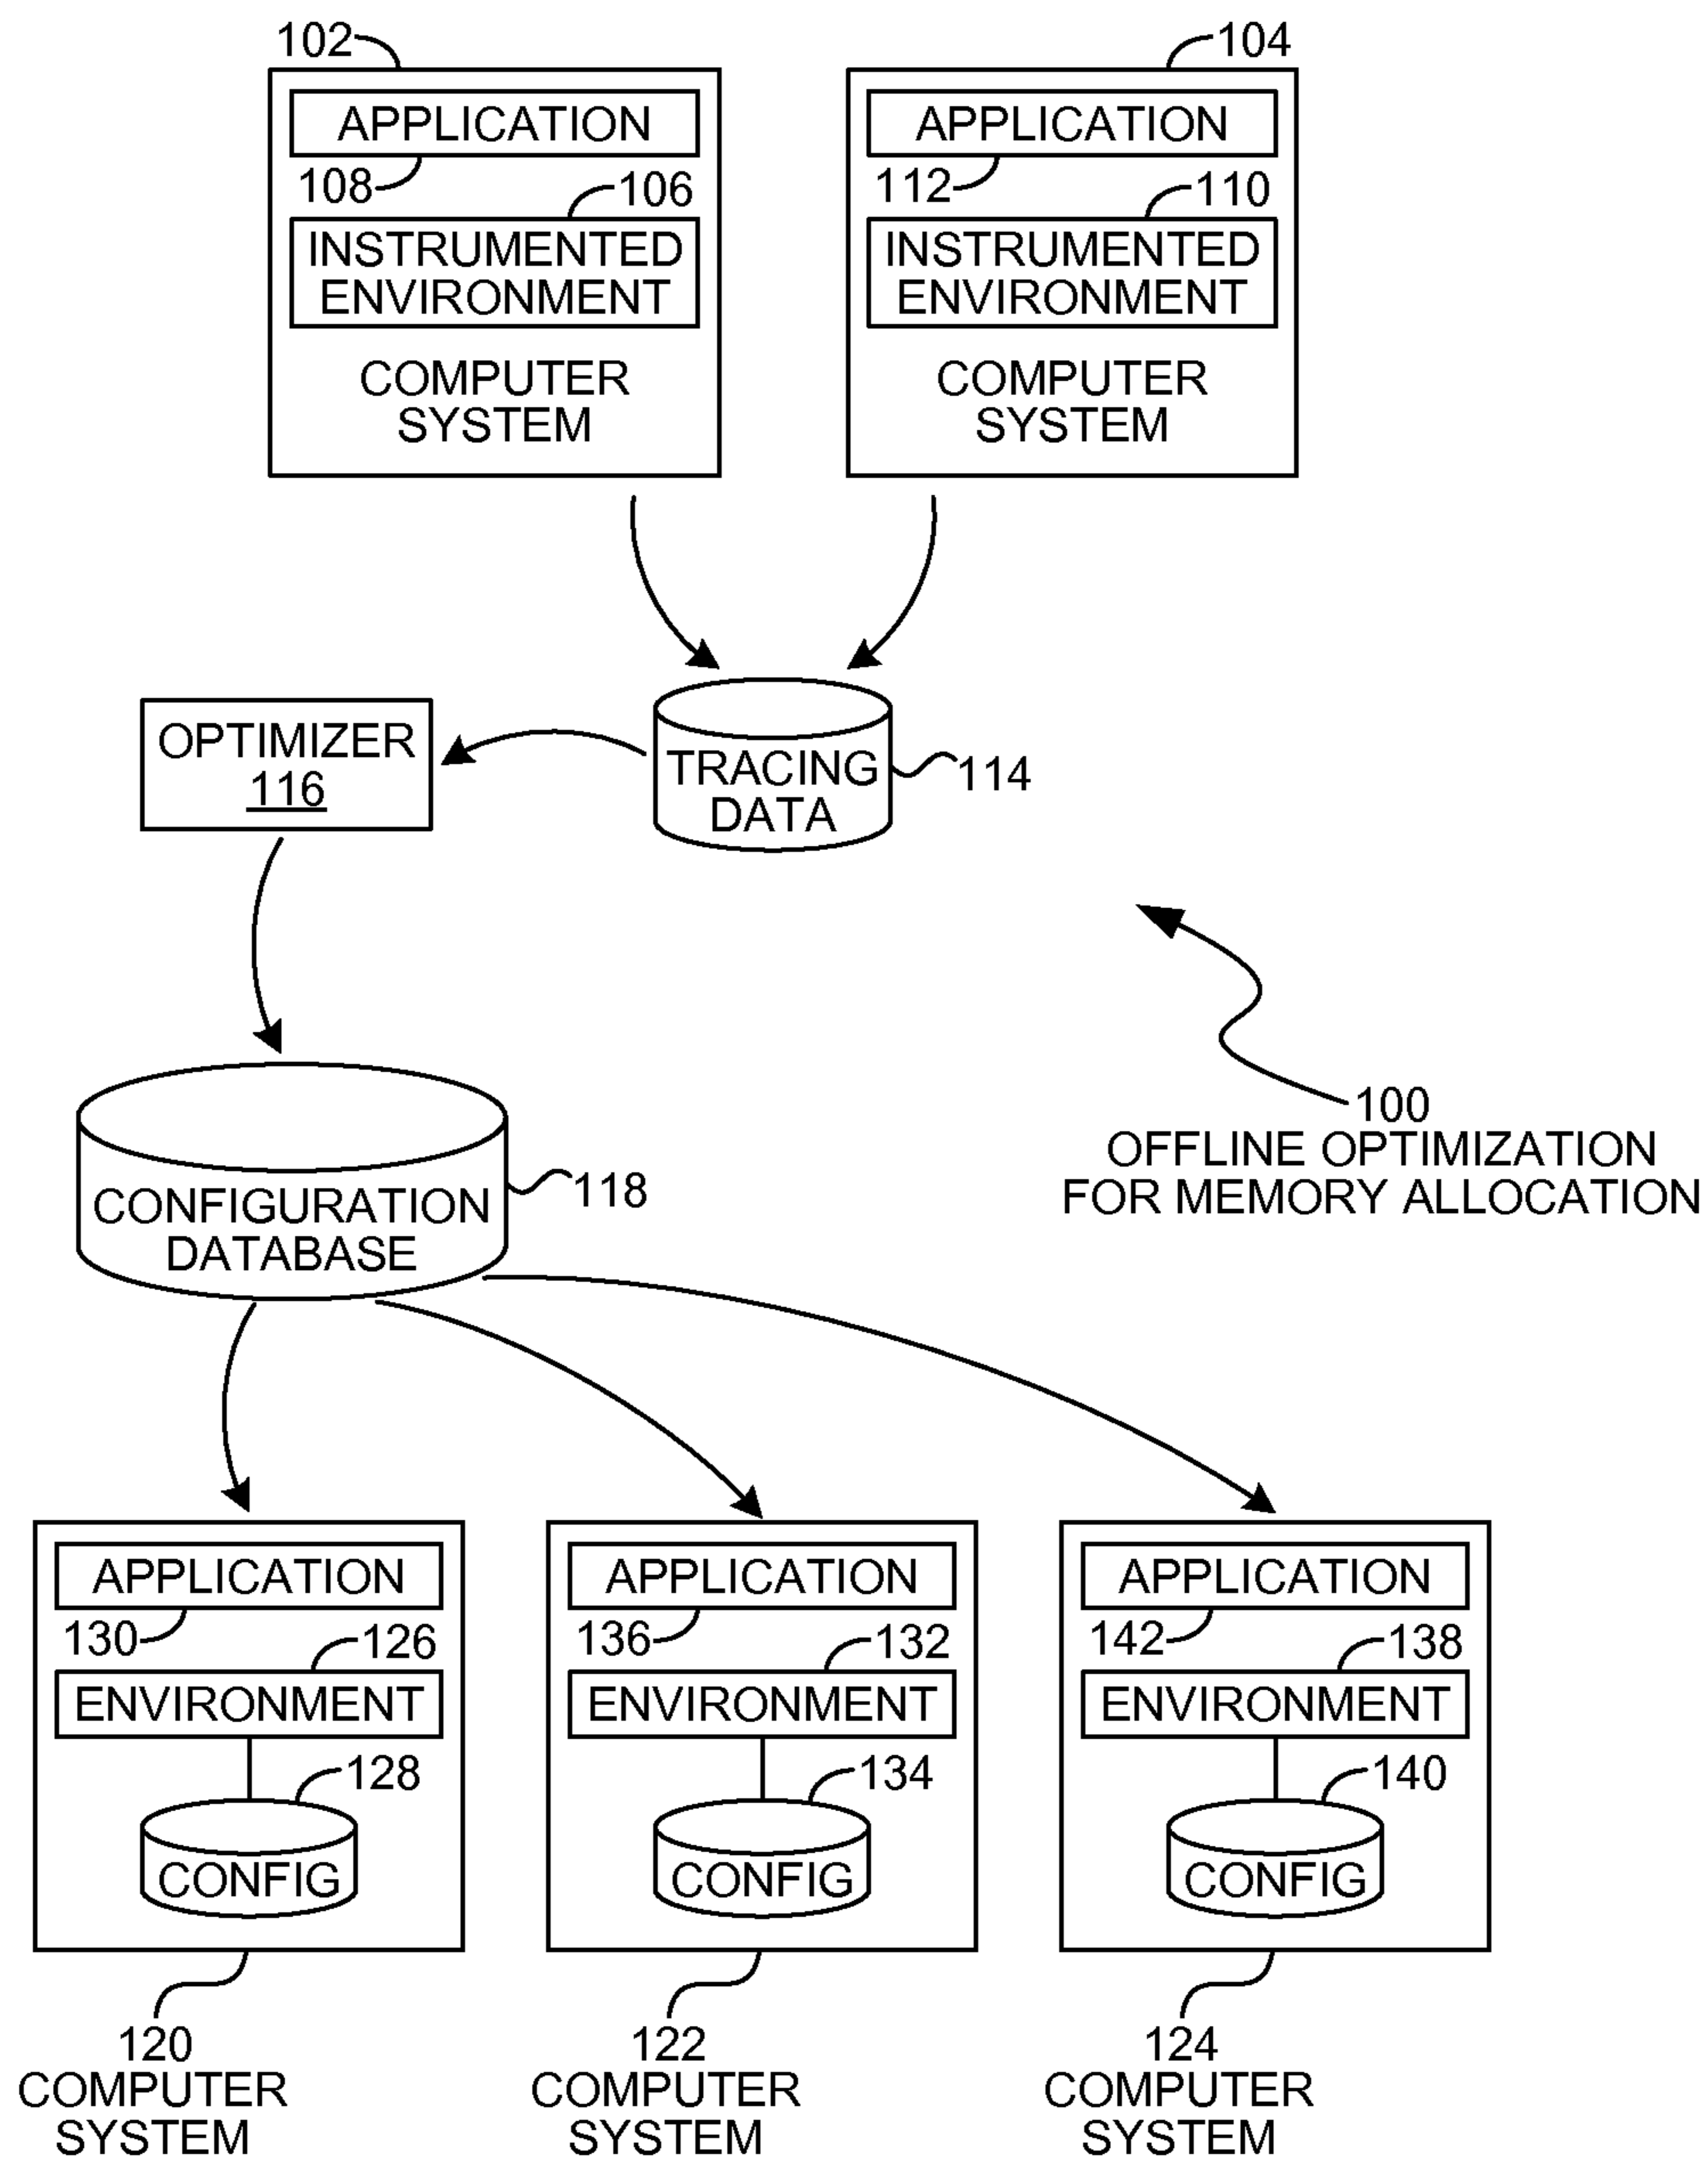 102
104
APPLICATION
APPLICATION
108
106
112
110
INSTRUMENTED
ENVIRONMENT
INSTRUMENTED
ENVIRONMENT
COMPUTER
SYSTEM
COMPUTER
SYSTEM
OPTIMIZER
116
TRACING
DATA
114
100
OFFLINE OPTIMIZATION
FOR MEMORY ALLOCATION
CONFIGURATION
DATABASE
118
APPLICATION
130
126
ENVIRONMENT
128
CONFIG
120
COMPUTER
SYSTEM
APPLICATION
136
132
ENVIRONMENT
134
CONFIG
122
COMPUTER
SYSTEM
APPLICATION
142
138
ENVIRONMENT
140
CONFIG
124
COMPUTER
SYSTEM